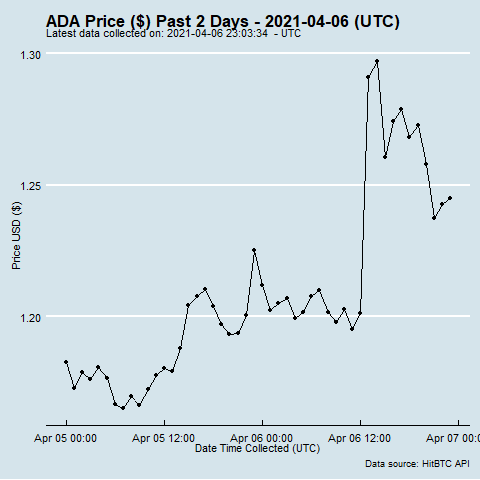 ADA Price ($) Past 2 Days - 2021-04-06 (UTC)
Latest data collected on: 2021-04-06 23:03:34 - UTC
1.30
1.25
1.20
Price USD ($)
Apr 05 00:00 Apr 05 12:00 Apr 06 00:00 Apr 06 12:00 Apr 07 00:0
Date Time Collected (UTC)
Data source: HitBTC API